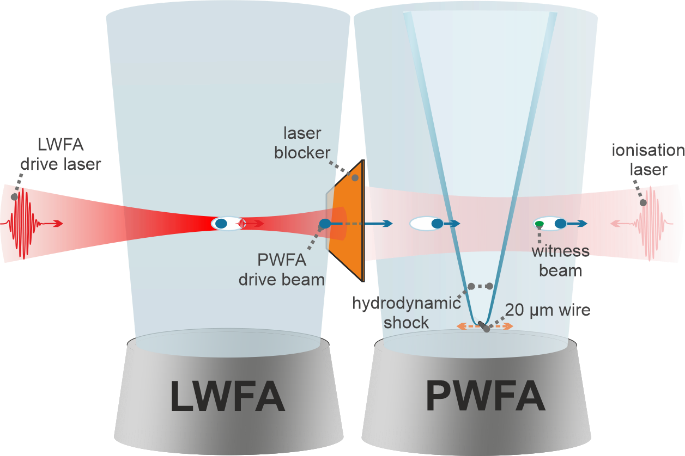 LWFA
drive laser
laser
blocker
ionisation
laser
PWFA
drive beam
witness
beam
hydrodynamic
shock
20 µm wire
LWFA
PWFA